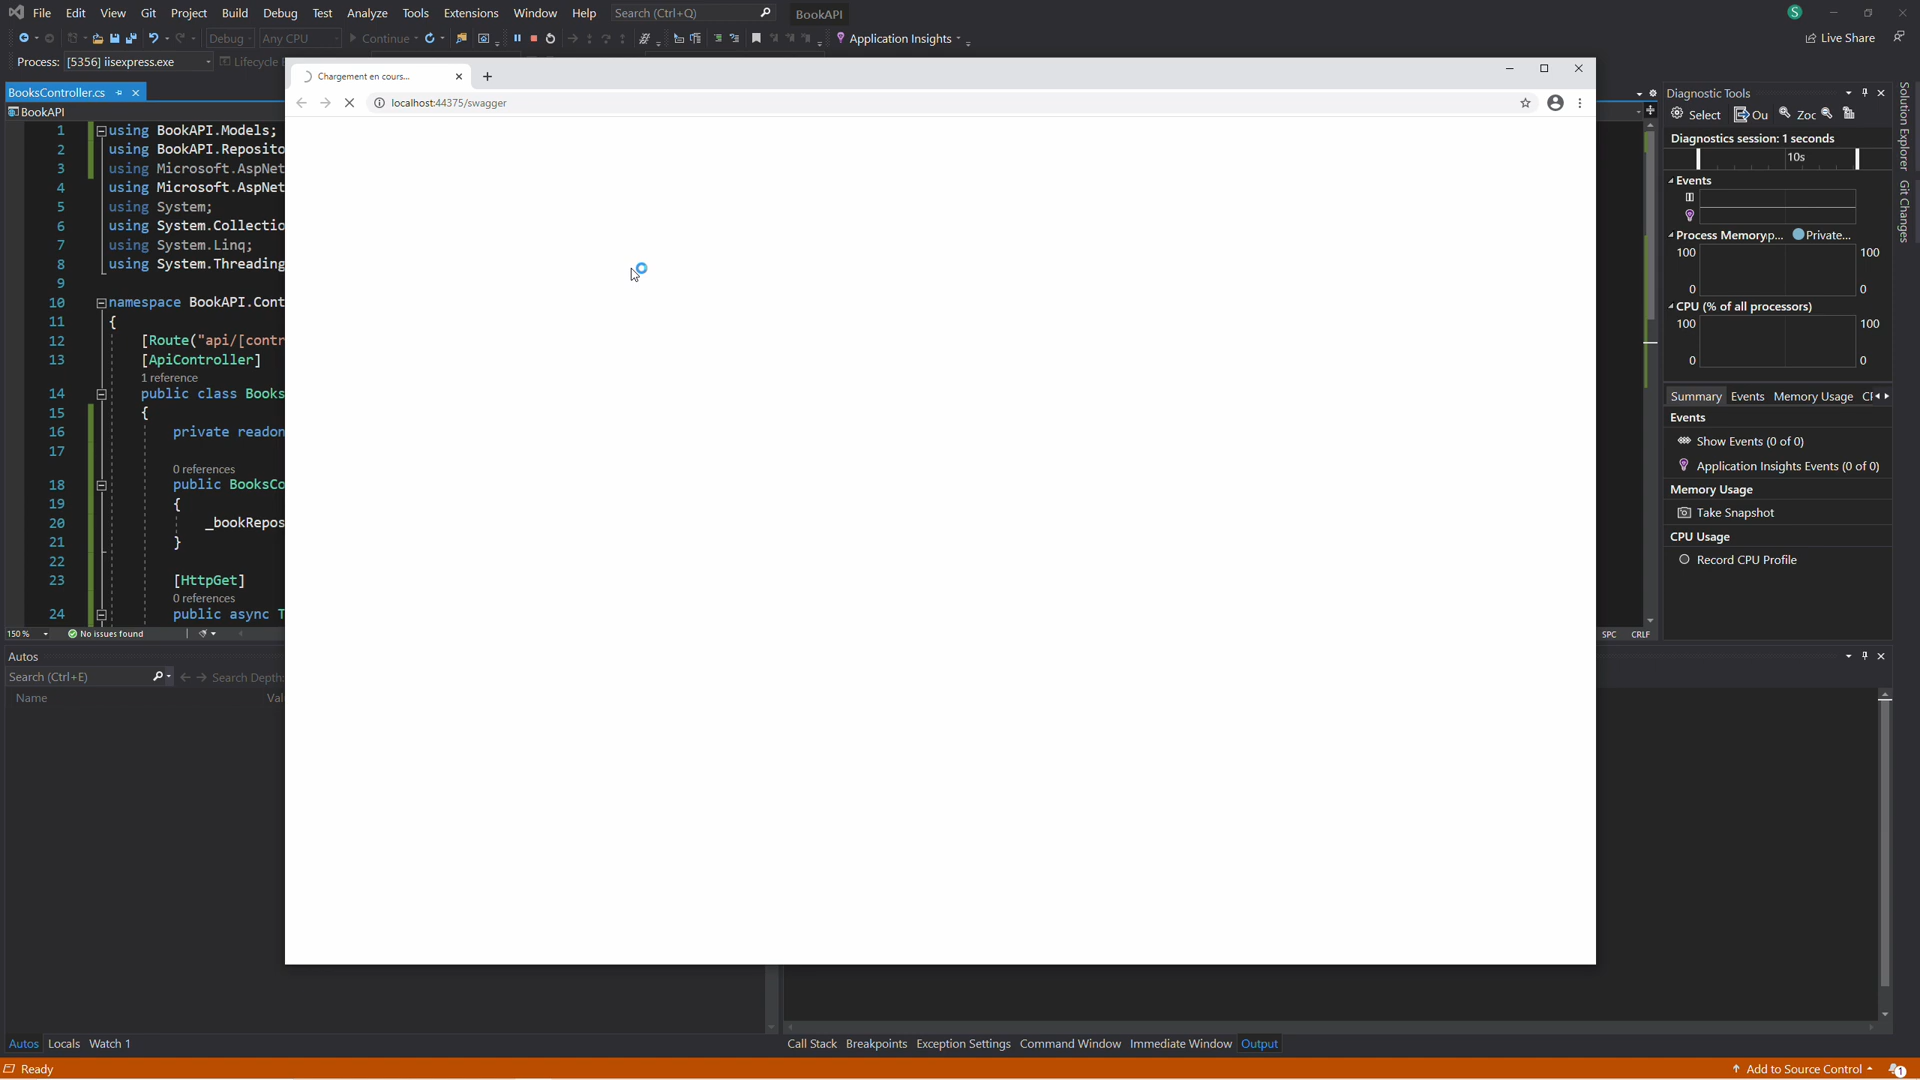 File Edit View Git Project Build Debug Test Analyze Tools Extensions Window Help Search (Ctrl+Q) BookAPI S
Debug Any CPU Continue Application Insights Live Share
Process: [5356] iisexpress.exe Lifecycle
Chargement en cours...
localhost:44375/swagger
BooksController.cs
BookAPI
1 using BookAPI.Models;
2 using BookAPI.Reposito
3 using Microsoft.AspNet
4 using Microsoft.AspNet
5 using System;
6 using System.Collectio
7 using System.Linq;
8 using System.Threading
9
10 namespace BookAPI.Cont
11 {
12 [Route("api/[contr
13 [ApiController]
1 reference
14 public class Books
15 {
16 private readon
17
0 references
18 public BooksCo
19 {
20 _bookRepos
21 }
22
23 [HttpGet]
0 references
24 public async T
150 % No issues found
SPC CRLF
Diagnostic Tools
Select Ou Zoc
Diagnostics session: 1 seconds
10s
Events
Process Memory p... Private...
100 100
0 0
CPU (% of all processors)
100 100
0 0
Summary Events Memory Usage
Events
Show Events (0 of 0)
Application Insights Events (0 of 0)
Memory Usage
Take Snapshot
CPU Usage
Record CPU Profile
Solution Explorer
Git Changes
Autos
Search (Ctrl+E) Search Depth:
Name Val
Autos Locals Watch 1
Call Stack Breakpoints Exception Settings Command Window Immediate Window Output
Ready
Add to Source Control 1